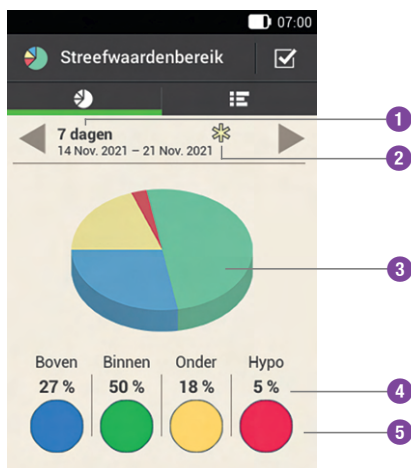 07:00
Streefwaardenbereik
7 dagen
14 Nov. 2021 – 21 Nov. 2021
1
2
3
Boven Binnen Onder Hypo
27 % 50 % 18 % 5 %
4
5